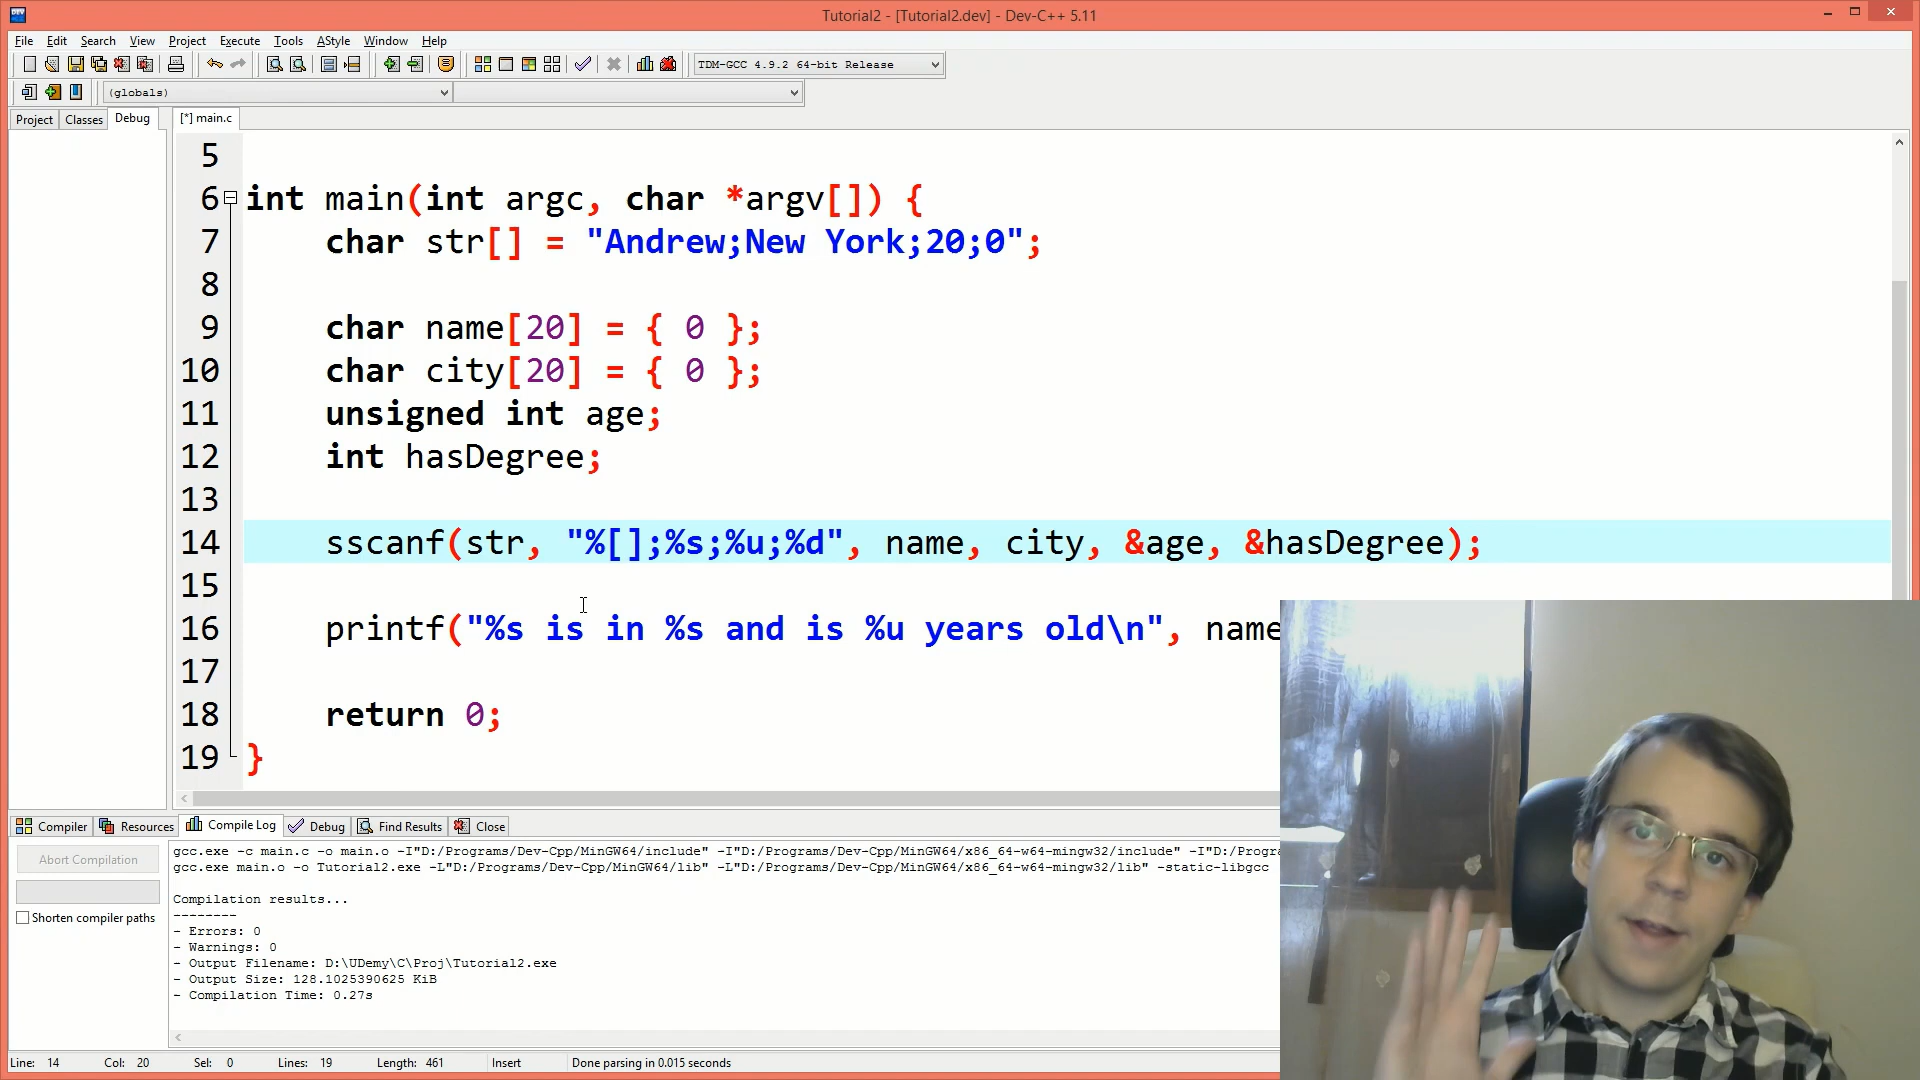 Tutorial2 - [Tutorial2.dev] - Dev-C++ 5.11
File Edit Search View Project Execute Tools AStyle Window Help
TDM-GCC 4.9.2 64-bit Release
(globals)
Project Classes Debug [*] main.c
5
6 int main(int argc, char *argv[]) {
7 char str[] = "Andrew;New York;20;0";
8
9 char name[20] = { 0 };
10 char city[20] = { 0 };
11 unsigned int age;
12 int hasDegree;
13
14 sscanf(str, "%[];%s;%u;%d", name, city, &age, &hasDegree);
15
16 printf("%s is in %s and is %u years old\n", name
17
18 return 0;
19 }
Compiler Resources Compile Log Debug Find Results Close
Abort Compilation
Shorten compiler paths
gcc.exe -c main.c -o main.o -I"D:/Programs/Dev-Cpp/MinGW64/include" -I"D:/Programs/Dev-Cpp/MinGW64/x86_64-w64-mingw32/include" -I"D:/Progra
gcc.exe main.o -o Tutorial2.exe -L"D:/Programs/Dev-Cpp/MinGW64/lib" -L"D:/Programs/Dev-Cpp/MinGW64/x86_64-w64-mingw32/lib" -static-libgcc
Compilation results...
--------
- Errors: 0
- Warnings: 0
- Output Filename: D:\UDemy\C\Proj\Tutorial2.exe
- Output Size: 128.1025390625 KiB
- Compilation Time: 0.27s
Line: 14 Col: 20 Sel: 0 Lines: 19 Length: 461 Insert Done parsing in 0.015 seconds